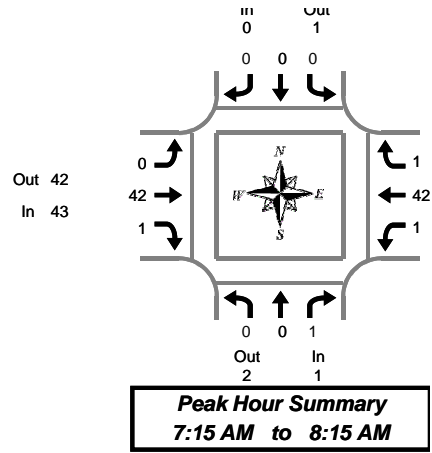 In Out
0 1
0 0 0
0 1
Out 42 42 42
In 43 1 1
N
W E
S
0 0 1
Out In
2 1
Peak Hour Summary
7:15 AM to 8:15 AM